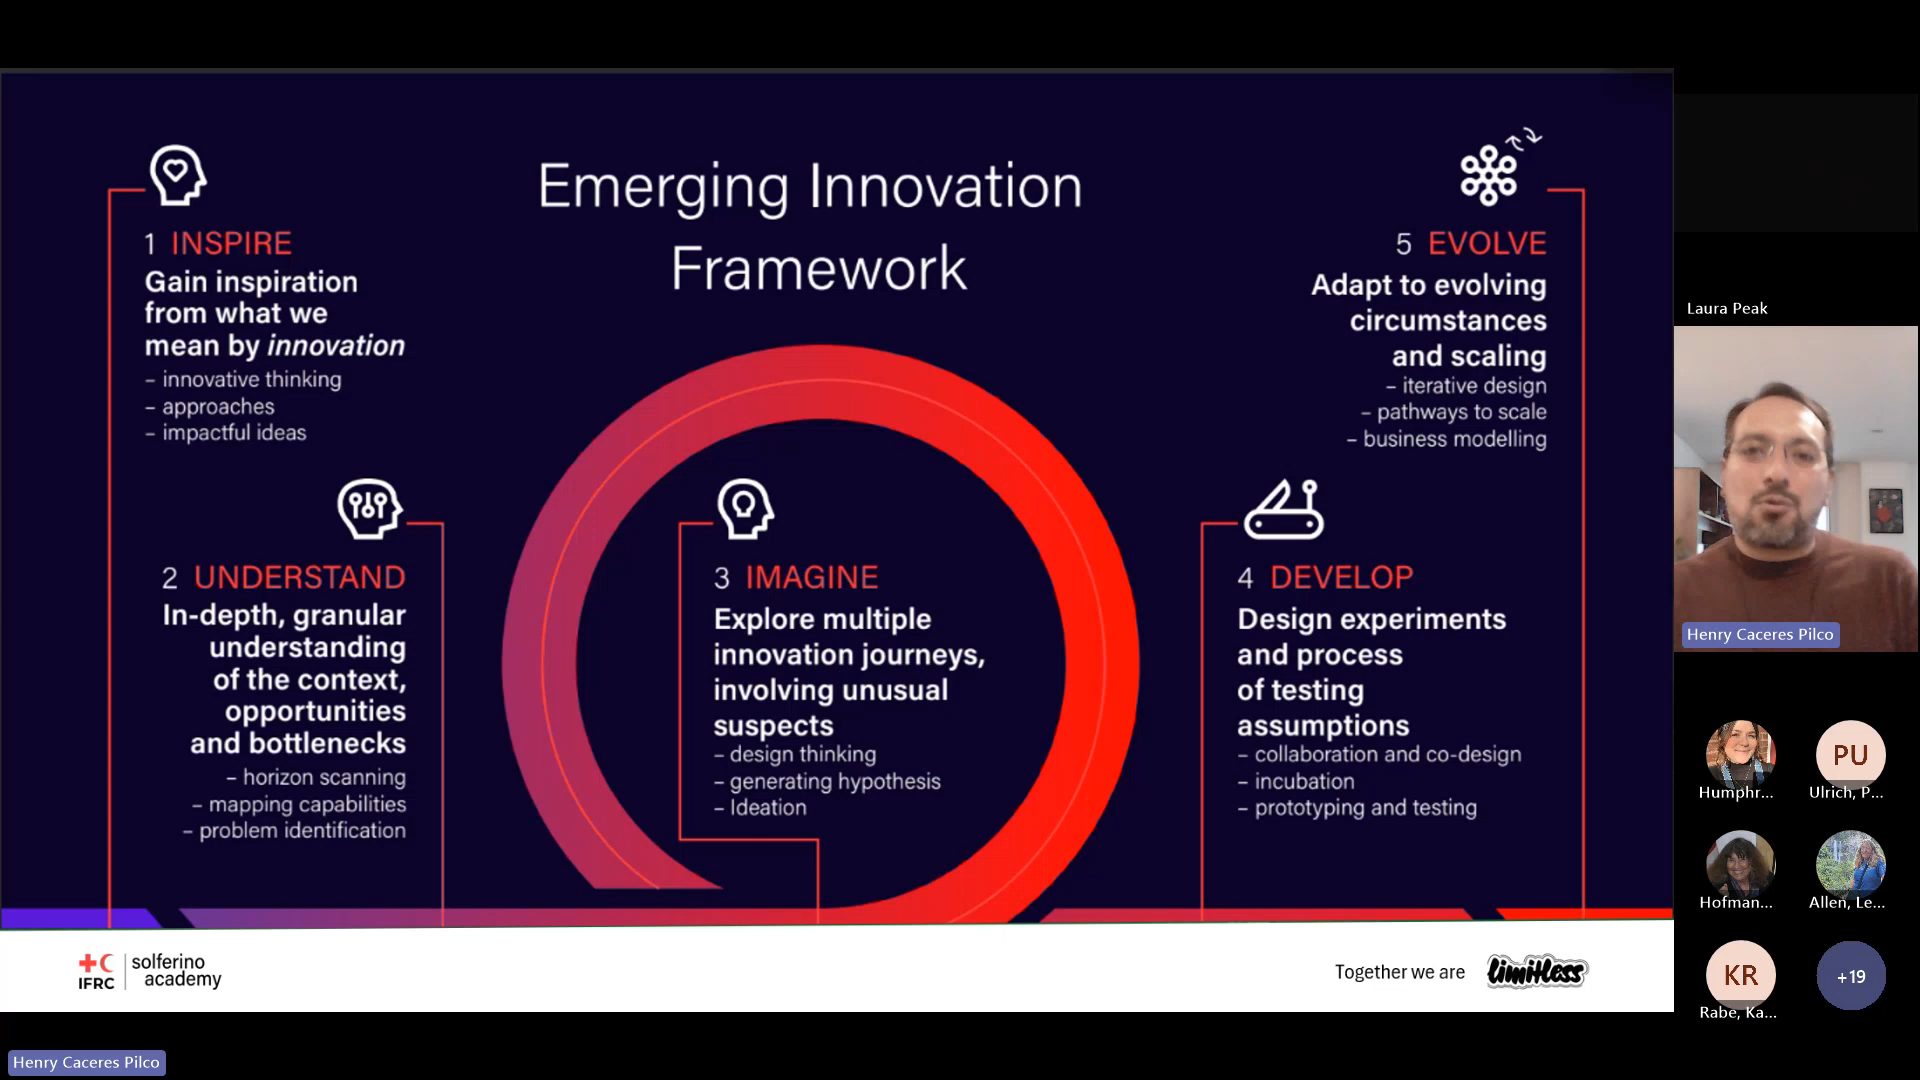 Emerging Innovation
Framework
1 INSPIRE
Gain inspiration
from what we
mean by innovation
– innovative thinking
– approaches
– impactful ideas
2 UNDERSTAND
In-depth, granular
understanding
of the context,
opportunities
and bottlenecks
– horizon scanning
– mapping capabilities
– problem identification
3 IMAGINE
Explore multiple
innovation journeys,
involving unusual
suspects
– design thinking
– generating hypothesis
– Ideation
4 DEVELOP
Design experiments
and process
of testing
assumptions
– collaboration and co-design
– incubation
– prototyping and testing
5 EVOLVE
Adapt to evolving
circumstances
and scaling
– iterative design
– pathways to scale
– business modelling
IFRC
solferino
academy
Together we are limitless
Laura Peak
Henry Caceres Pilco
Humphr...
PU
Ulrich, P...
Hofman...
Allen, Le...
KR
Rabe, Ka...
+19
Henry Caceres Pilco